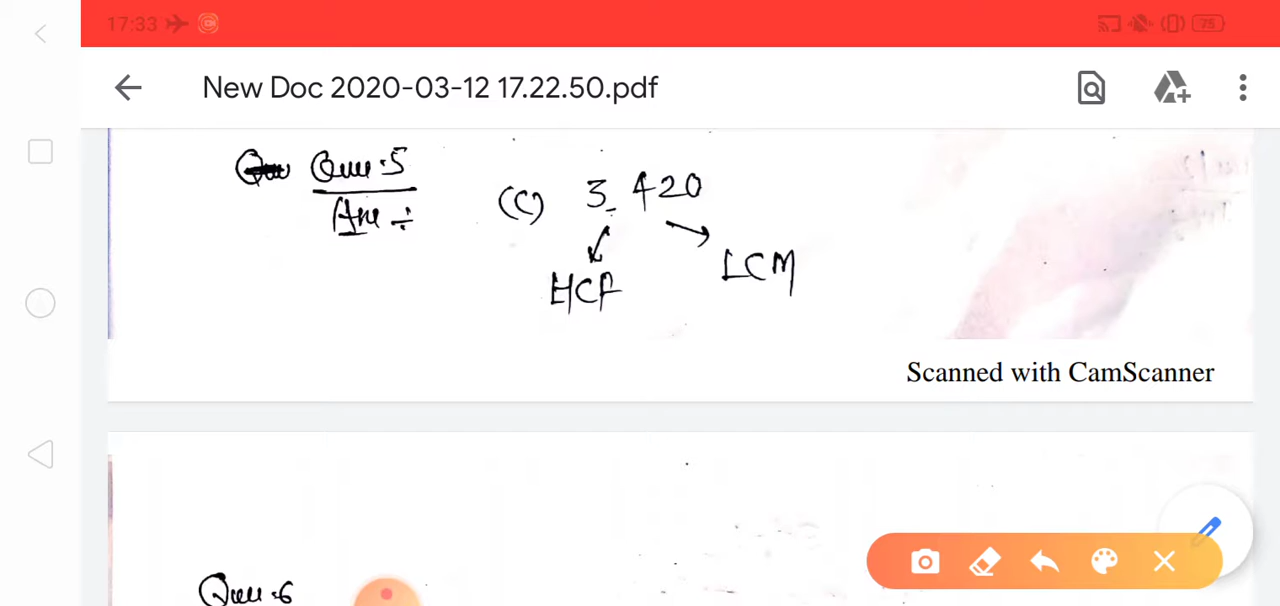 17:33
75
New Doc 2020-03-12 17.22.50.pdf
Que.5
Ans ÷ (C) 3, 420
HCF LCM
Scanned with CamScanner
Que.6